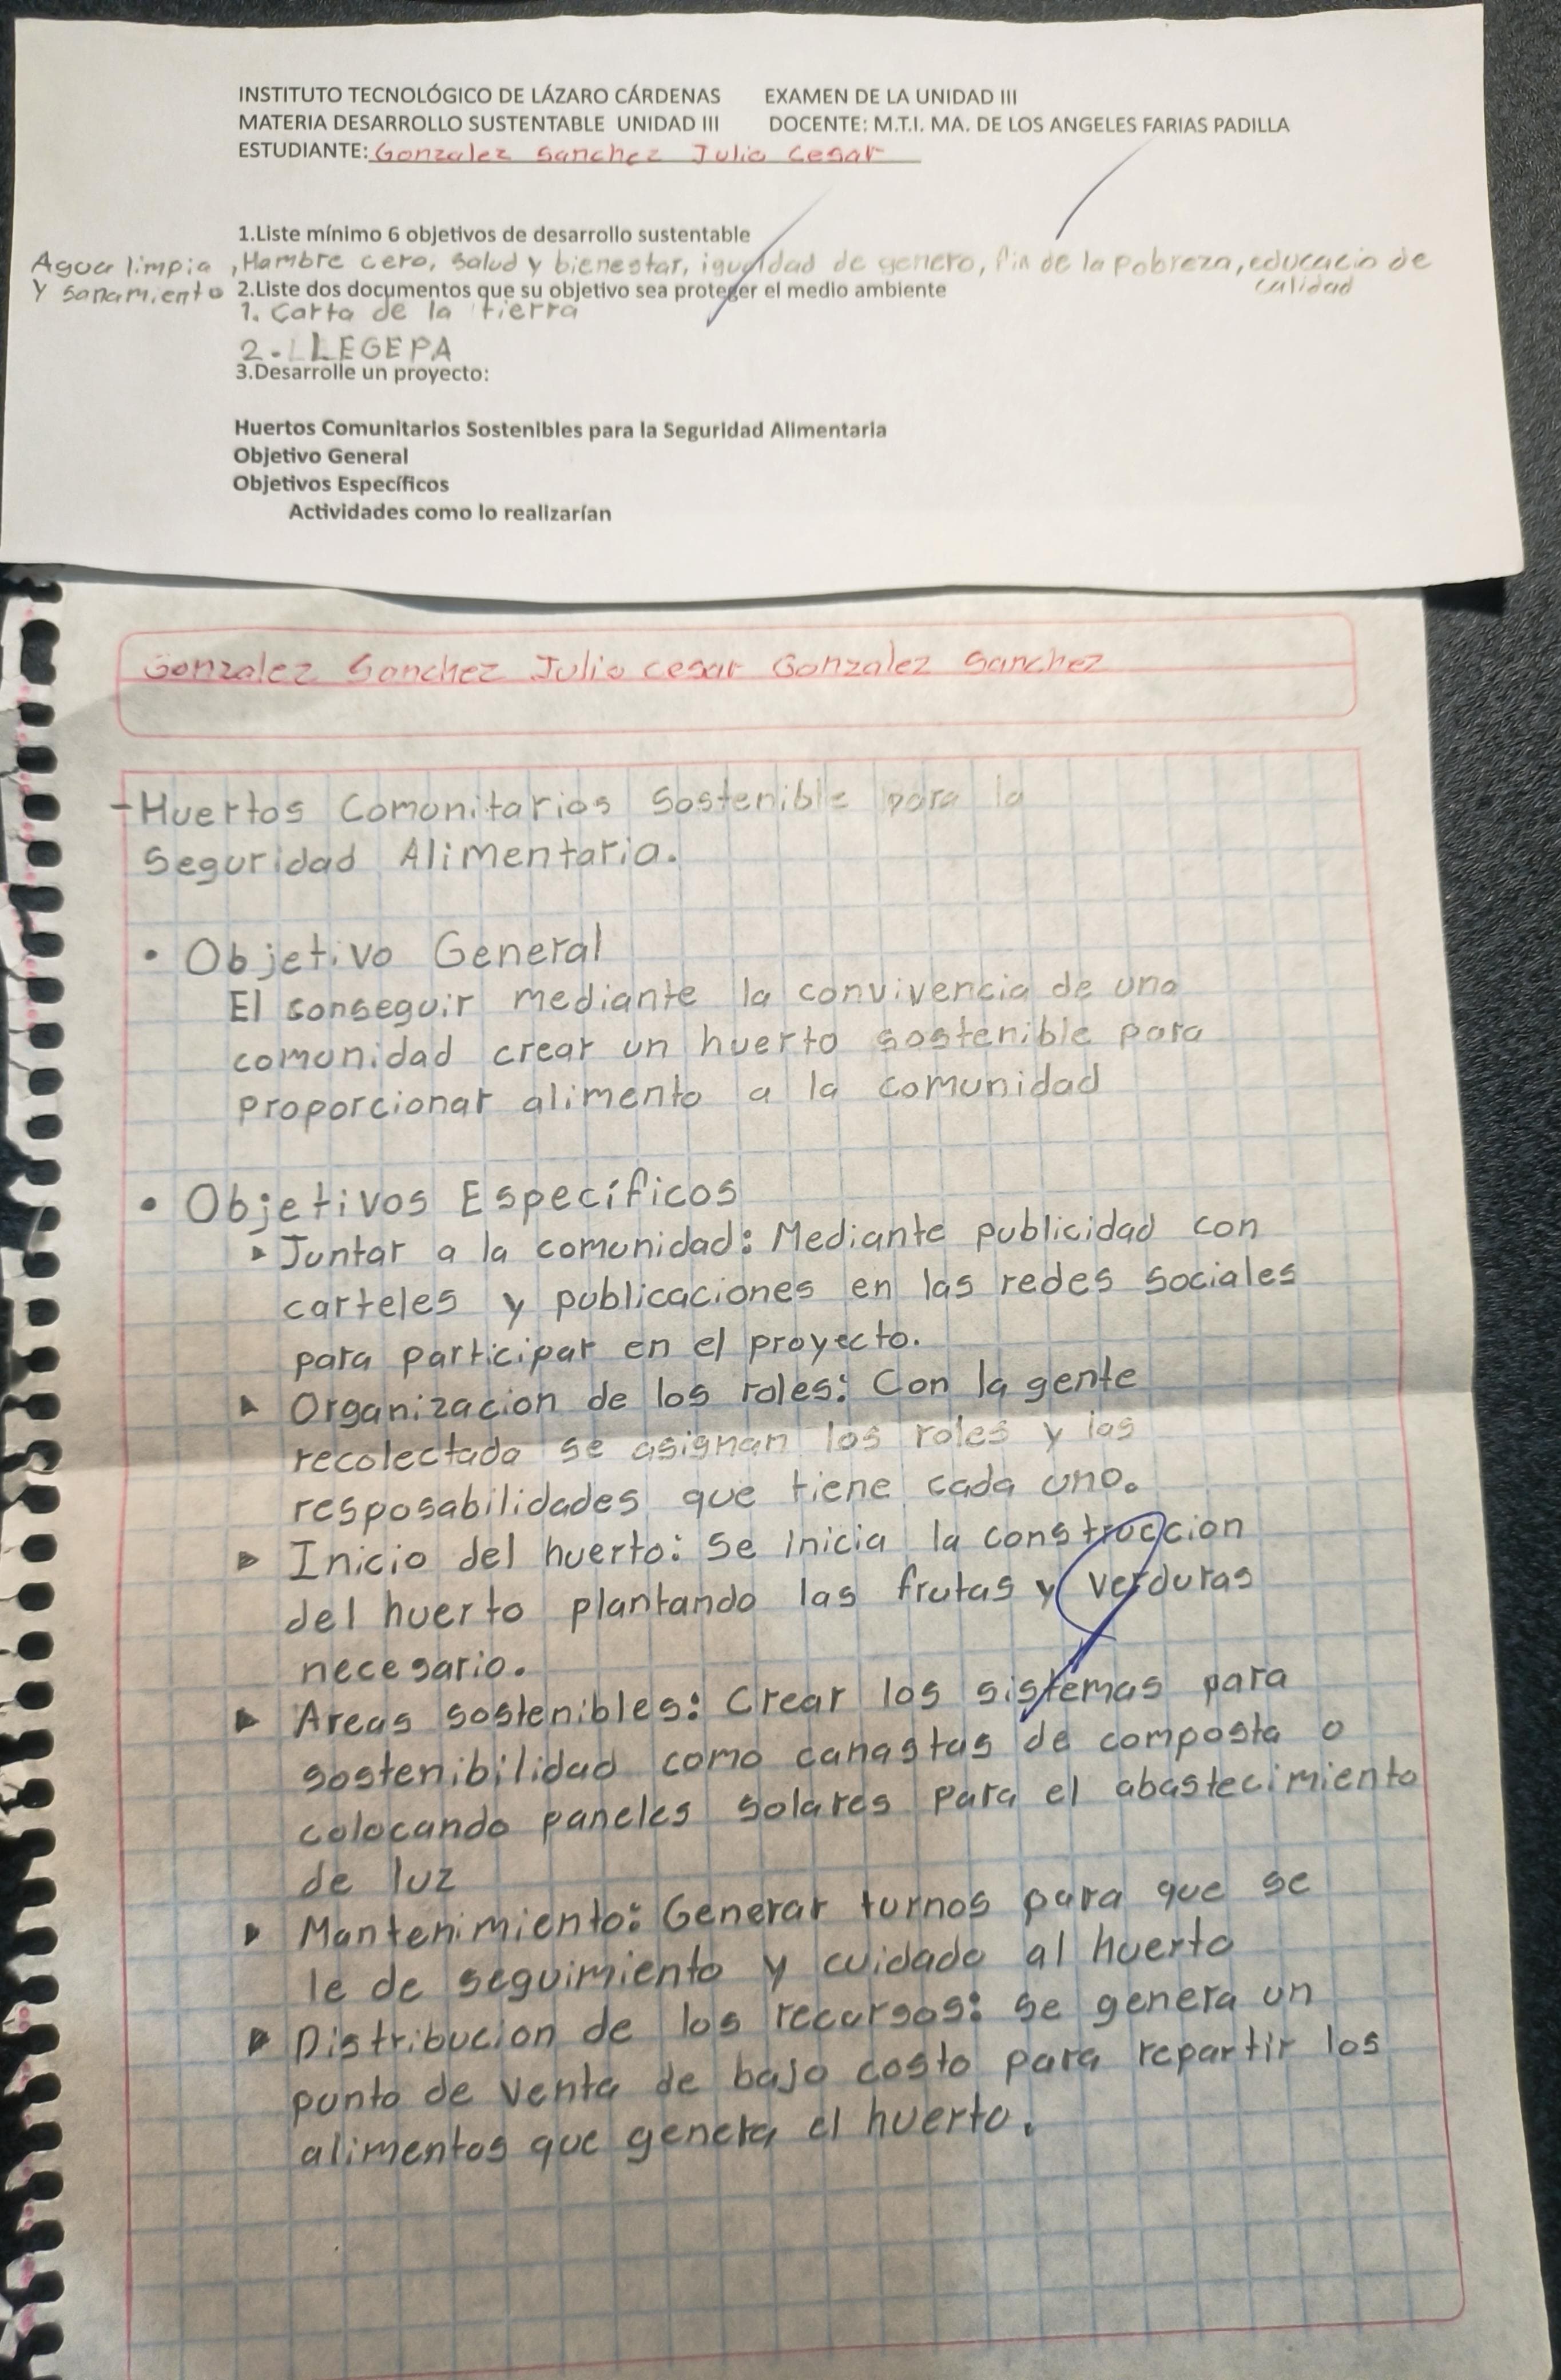 INSTITUTO TECNOLÓGICO DE LÁZARO CÁRDENAS EXAMEN DE LA UNIDAD III
MATERIA DESARROLLO SUSTENTABLE UNIDAD III DOCENTE: M.T.I. MA. DE LOS ANGELES FARIAS PADILLA
ESTUDIANTE: Gonzalez Sanchez Julio Cesar
1.Liste mínimo 6 objetivos de desarrollo sustentable
Agua limpia, Hambre cero, salud y bienestar, igualdad de genero, fin de la pobreza, educacio de
y sanamiento calidad
2.Liste dos documentos que su objetivo sea proteger el medio ambiente
1. Carta de la tierra
2. LLEGEPA
3.Desarrolle un proyecto:
Huertos Comunitarios Sostenibles para la Seguridad Alimentaria
Objetivo General
Objetivos Específicos
Actividades como lo realizarían
Gonzalez Sanchez Julio cesar Gonzalez Sanchez
-Huertos Comunitarios Sostenible para la
Seguridad Alimentaria.
• Objetivo General
El conseguir mediante la convivencia de una
comunidad crear un huerto sostenible para
proporcionar alimento a la comunidad
• Objetivos Específicos
▸ Juntar a la comunidad: Mediante publicidad con
carteles y publicaciones en las redes sociales
para participar en el proyecto.
▸ Organizacion de los roles: Con la gente
recolectada se asignan los roles y las
resposabilidades que tiene cada uno.
▸ Inicio del huerto: Se inicia la construccion
del huerto plantando las frutas y verduras
necesario.
▸ Areas sostenibles: Crear los sistemas para
sostenibilidad como canastas de composta o
colocando paneles solares para el abastecimiento
de luz
▸ Mantenimiento: Generar turnos para que se
le de seguimiento y cuidado al huerto
▸ Distribucion de los recursos: se genera un
punto de venta de bajo costo para repartir los
alimentos que genera el huerto.